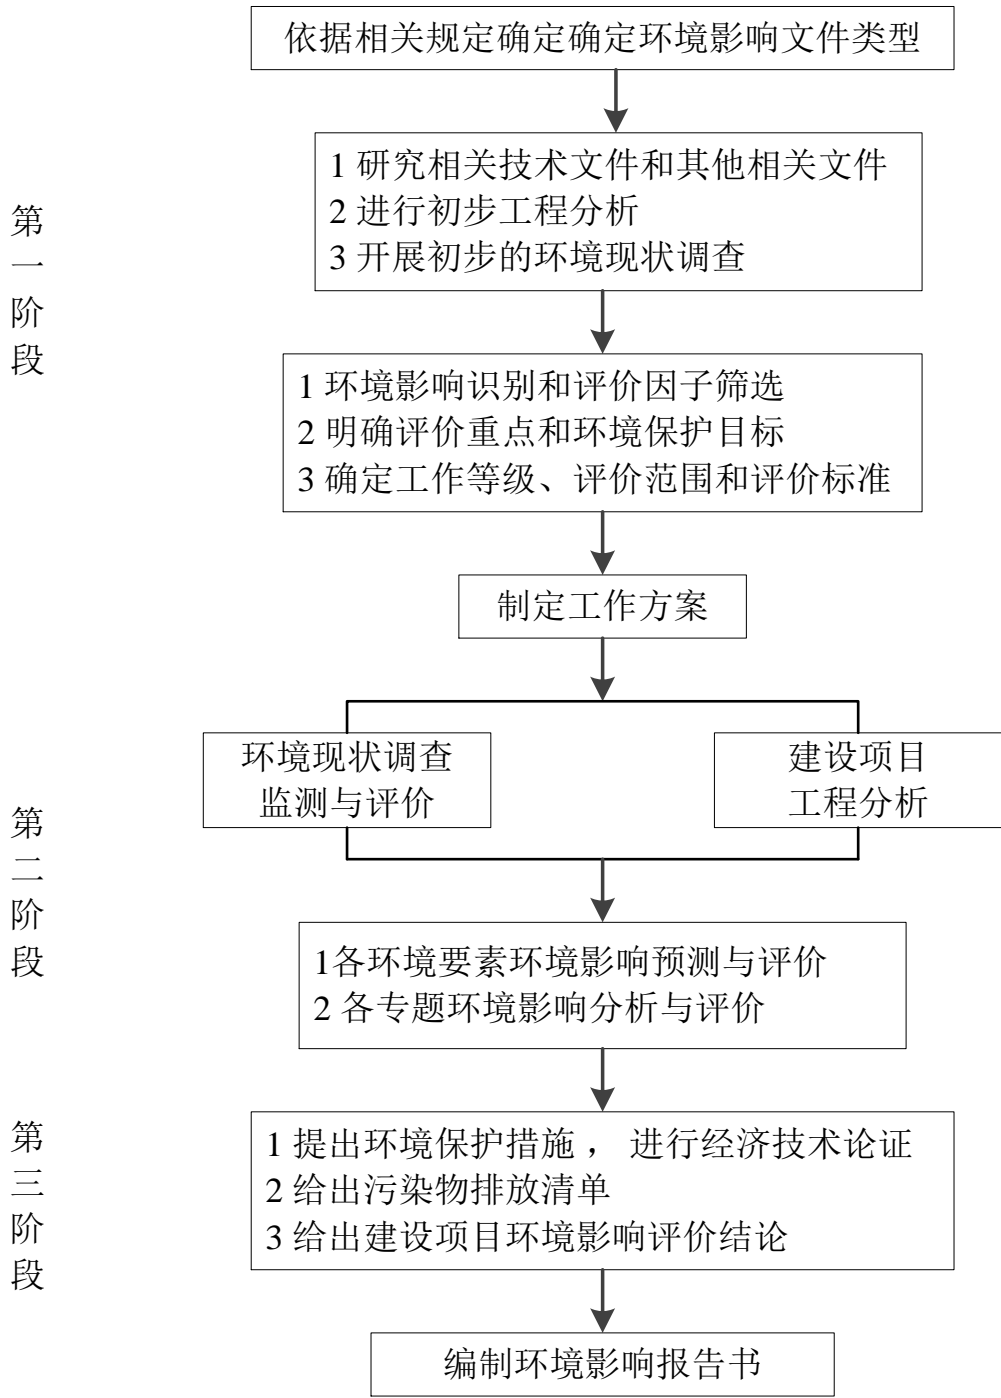 依据相关规定确定确定环境影响文件类型
第一阶段
1 研究相关技术文件和其他相关文件
2 进行初步工程分析
3 开展初步的环境现状调查
1 环境影响识别和评价因子筛选
2 明确评价重点和环境保护目标
3 确定工作等级、评价范围和评价标准
制定工作方案
第二阶段
环境现状调查
监测与评价
建设项目
工程分析
1各环境要素环境影响预测与评价
2 各专题环境影响分析与评价
第三阶段
1 提出环境保护措施， 进行经济技术论证
2 给出污染物排放清单
3 给出建设项目环境影响评价结论
编制环境影响报告书